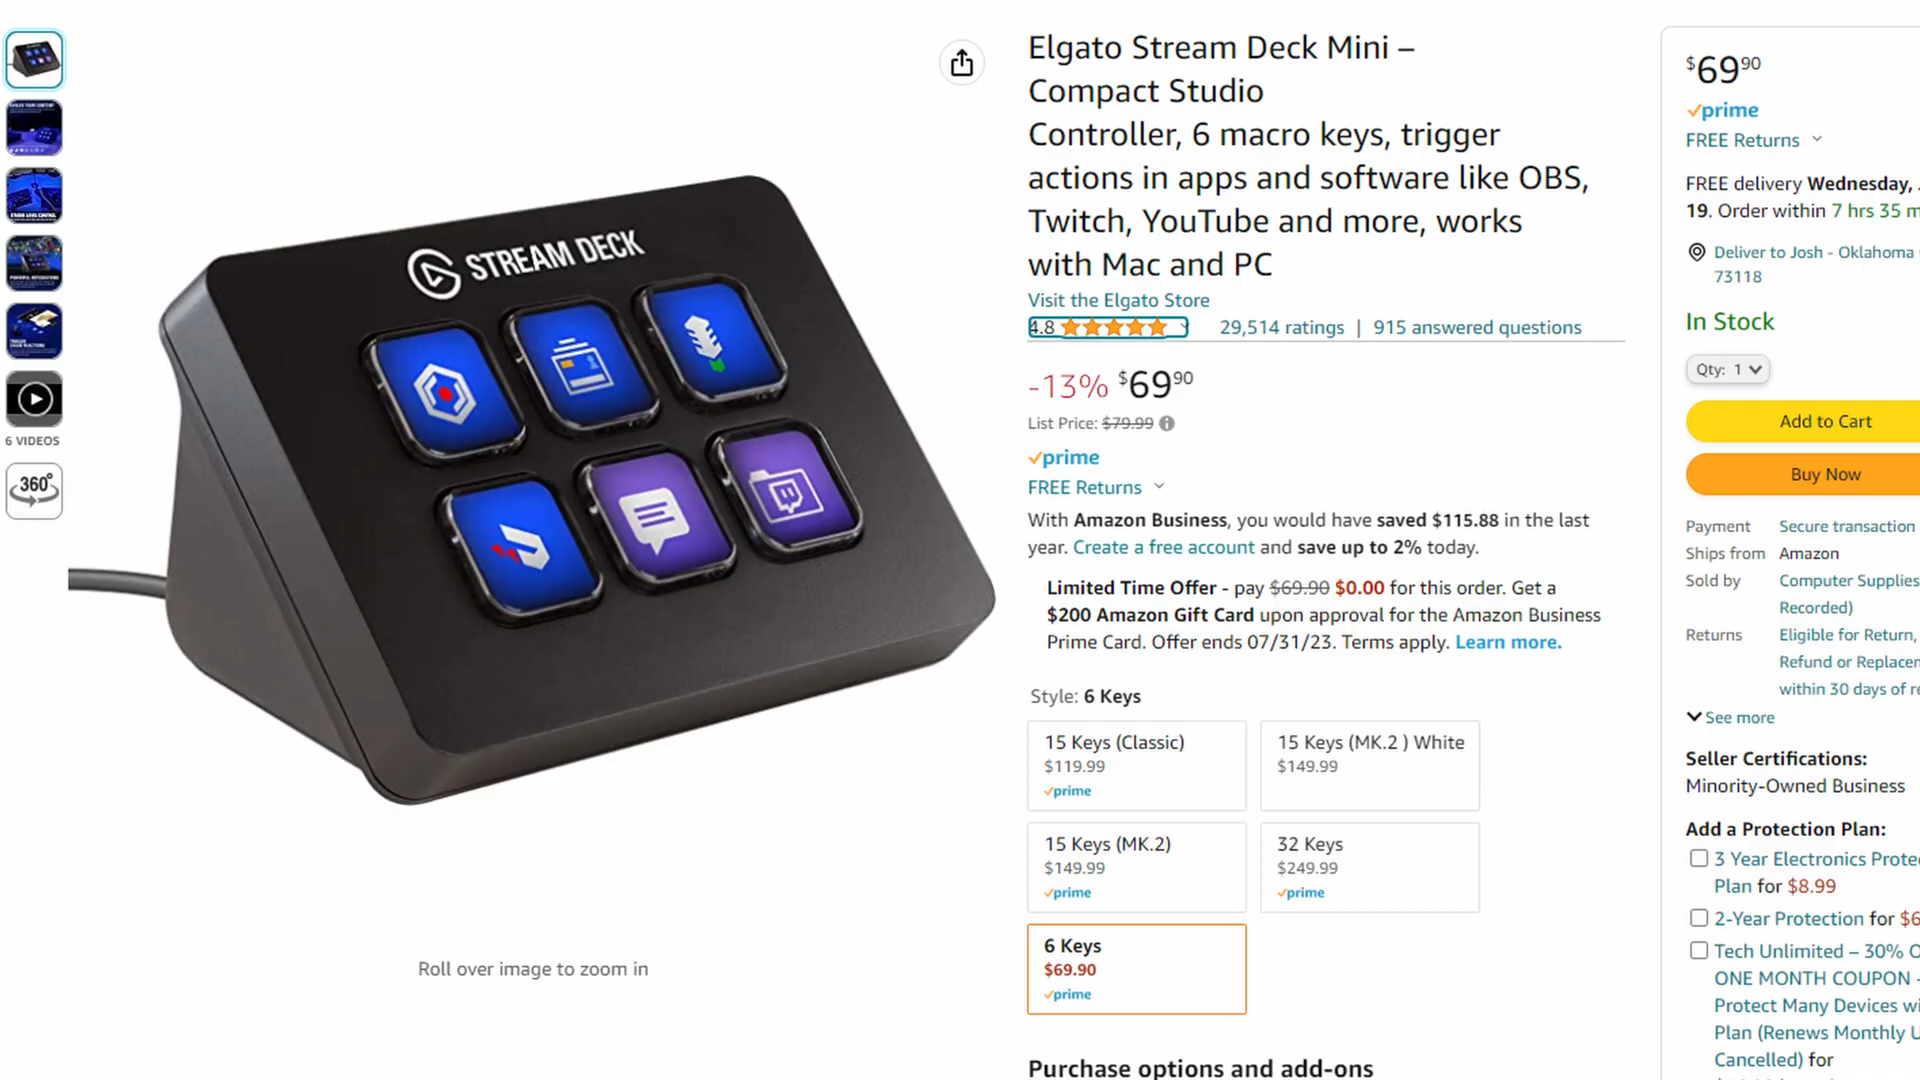 Elgato Stream Deck Mini –
Compact Studio
Controller, 6 macro keys, trigger
actions in apps and software like OBS,
Twitch, YouTube and more, works
with Mac and PC
Visit the Elgato Store
4.8
29,514 ratings | 915 answered questions
-13% $69.90
List Price: $79.99
prime
FREE Returns
With Amazon Business, you would have saved $115.88 in the last
year. Create a free account and save up to 2% today.
Limited Time Offer - pay $69.90 $0.00 for this order. Get a
$200 Amazon Gift Card upon approval for the Amazon Business
Prime Card. Offer ends 07/31/23. Terms apply. Learn more.
Style: 6 Keys
15 Keys (Classic)
$119.99
prime
15 Keys (MK.2 ) White
$149.99
15 Keys (MK.2)
$149.99
prime
32 Keys
$249.99
prime
6 Keys
$69.90
prime
Purchase options and add-ons
STREAM DECK
6 VIDEOS
360°
Roll over image to zoom in
$69.90
prime
FREE Returns
FREE delivery Wednesday,
19. Order within 7 hrs 35
Deliver to Josh - Oklahoma
73118
In Stock
Qty: 1
Add to Cart
Buy Now
Payment Secure transaction
Ships from Amazon
Sold by Computer Supplies
Recorded)
Returns Eligible for Return,
Refund or
within 30 days of
See more
Seller Certifications:
Minority-Owned Business
Add a Protection Plan:
3 Year Electronics
Plan for $8.99
2-Year Protection for
Tech Unlimited – 30%
ONE MONTH COUPON -
Protect Many Devices
Plan (Renews Monthly
Cancelled) for